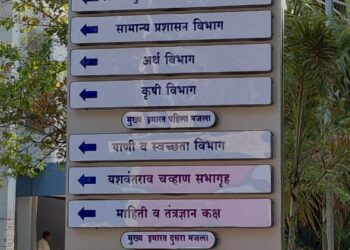 सामान्य प्रशासन विभाग
अर्थ विभाग
कृषी विभाग
मुख्य इमारत पहिला मजला
पाणी व स्वच्छता विभाग
यशवंतराव चव्हाण सभागृह
माहिती व तंत्रज्ञान कक्ष
मुख्य इमारत दुसरा मजला